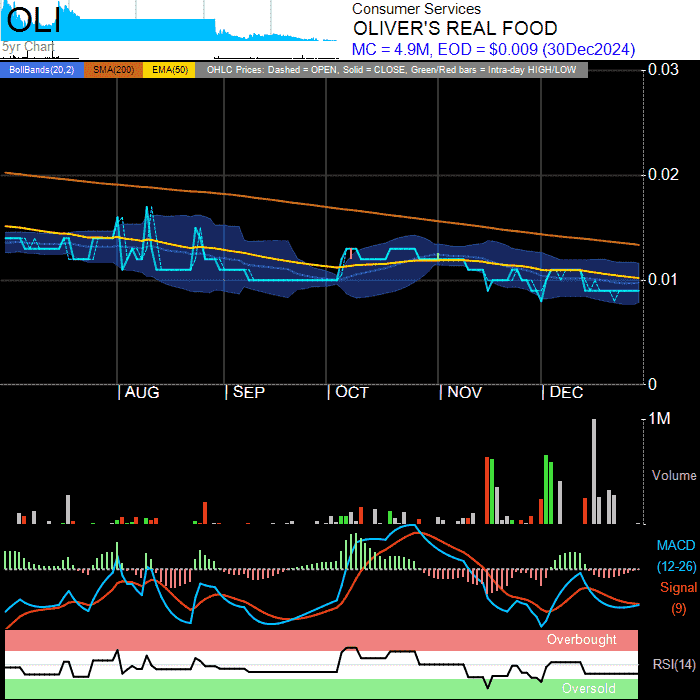 OLI
5yr Chart
Consumer Services
OLIVER'S REAL FOOD
MC = 4.9M, EOD = $0.009 (30Dec2024)
BollBands(20,2) SMA(200) EMA(50) OHLC Prices: Dashed = OPEN, Solid = CLOSE, Green/Red bars = Intra-day HIGH/LOW
0.03
0.02
0.01
0
AUG SEP OCT NOV DEC
1M
Volume
MACD
(12-26)
Signal
(9)
Overbought
RSI(14)
Oversold